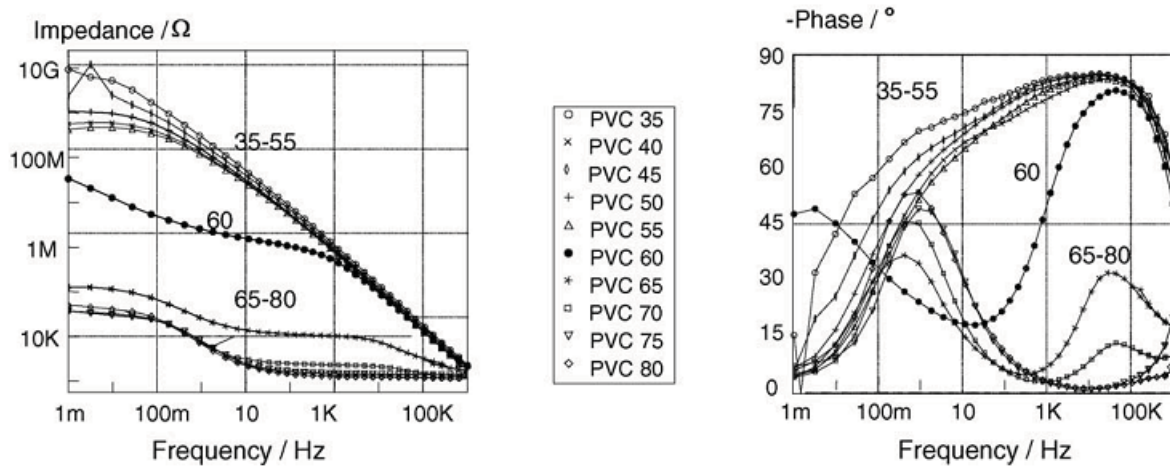 Impedance / Ω
10G
100M
1M
10K
35-55
60
65-80
1m 100m 10 1K 100K
Frequency / Hz
PVC 35
PVC 40
PVC 45
PVC 50
PVC 55
PVC 60
PVC 65
PVC 70
PVC 75
PVC 80
-Phase / °
90
75
60
45
30
15
0
35-55
60
65-80
1m 100m 10 1K 100K
Frequency / Hz